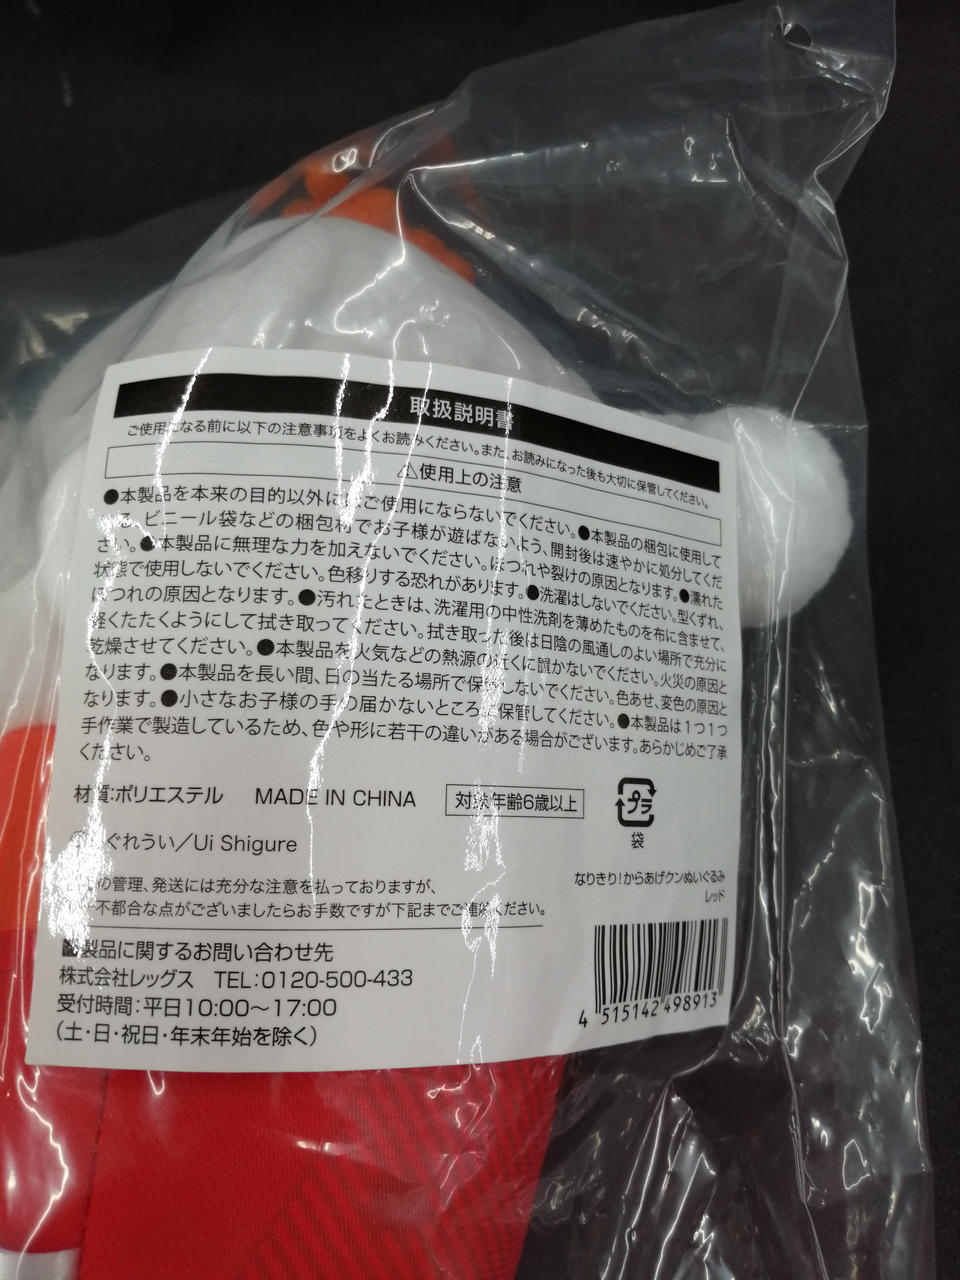 取扱説明書
ご使用になる前に以下の注意事項をよくお読みください。また、お読みになった後も大切に保管してください。
⚠使用上の注意
●本製品を本来の目的以外にはご使用にならないでください。●本製品の梱包に使用して
る、ビニール袋などの梱包材でお子様が遊ばないよう、開封後は速やかに処分してくだ
さい。●本製品に無理な力を加えないでください。ほつれや裂けの原因となります。●濡れた
状態で使用しないでください。色移りする恐れがあります。●洗濯はしないでください。型くずれ、
ほつれの原因となります。●汚れたときは、洗濯用の中性洗剤を薄めたものを布に含ませて、
軽くたたくようにして拭き取ってください。拭き取った後は日陰の風通しのよい場所で充分に
乾燥させてください。●本製品を火気などの熱源の近くに置かないでください。火災の原因と
なります。●本製品を長い間、日の当たる場所で保管しないでください。色あせ、変色の原因と
なります。●小さなお子様の手の届かないところに保管してください。●本製品は1つ1つ
手作業で製造しているため、色や形に若干の違いがある場合がございます。あらかじめご了承
ください。
材質:ポリエステル MADE IN CHINA 対象年齢6歳以上
プラ
袋
ぐれうい／Ui Shigure
の管理、発送には充分な注意を払っておりますが、
不都合な点がございましたらお手数ですが下記までご連絡ください。
なりきり！からあげクンぬいぐるみ
レッド
製品に関するお問い合わせ先
株式会社レッグス TEL:0120-500-433
受付時間:平日10:00～17:00
(土・日・祝日・年末年始を除く)
4 515142 498913